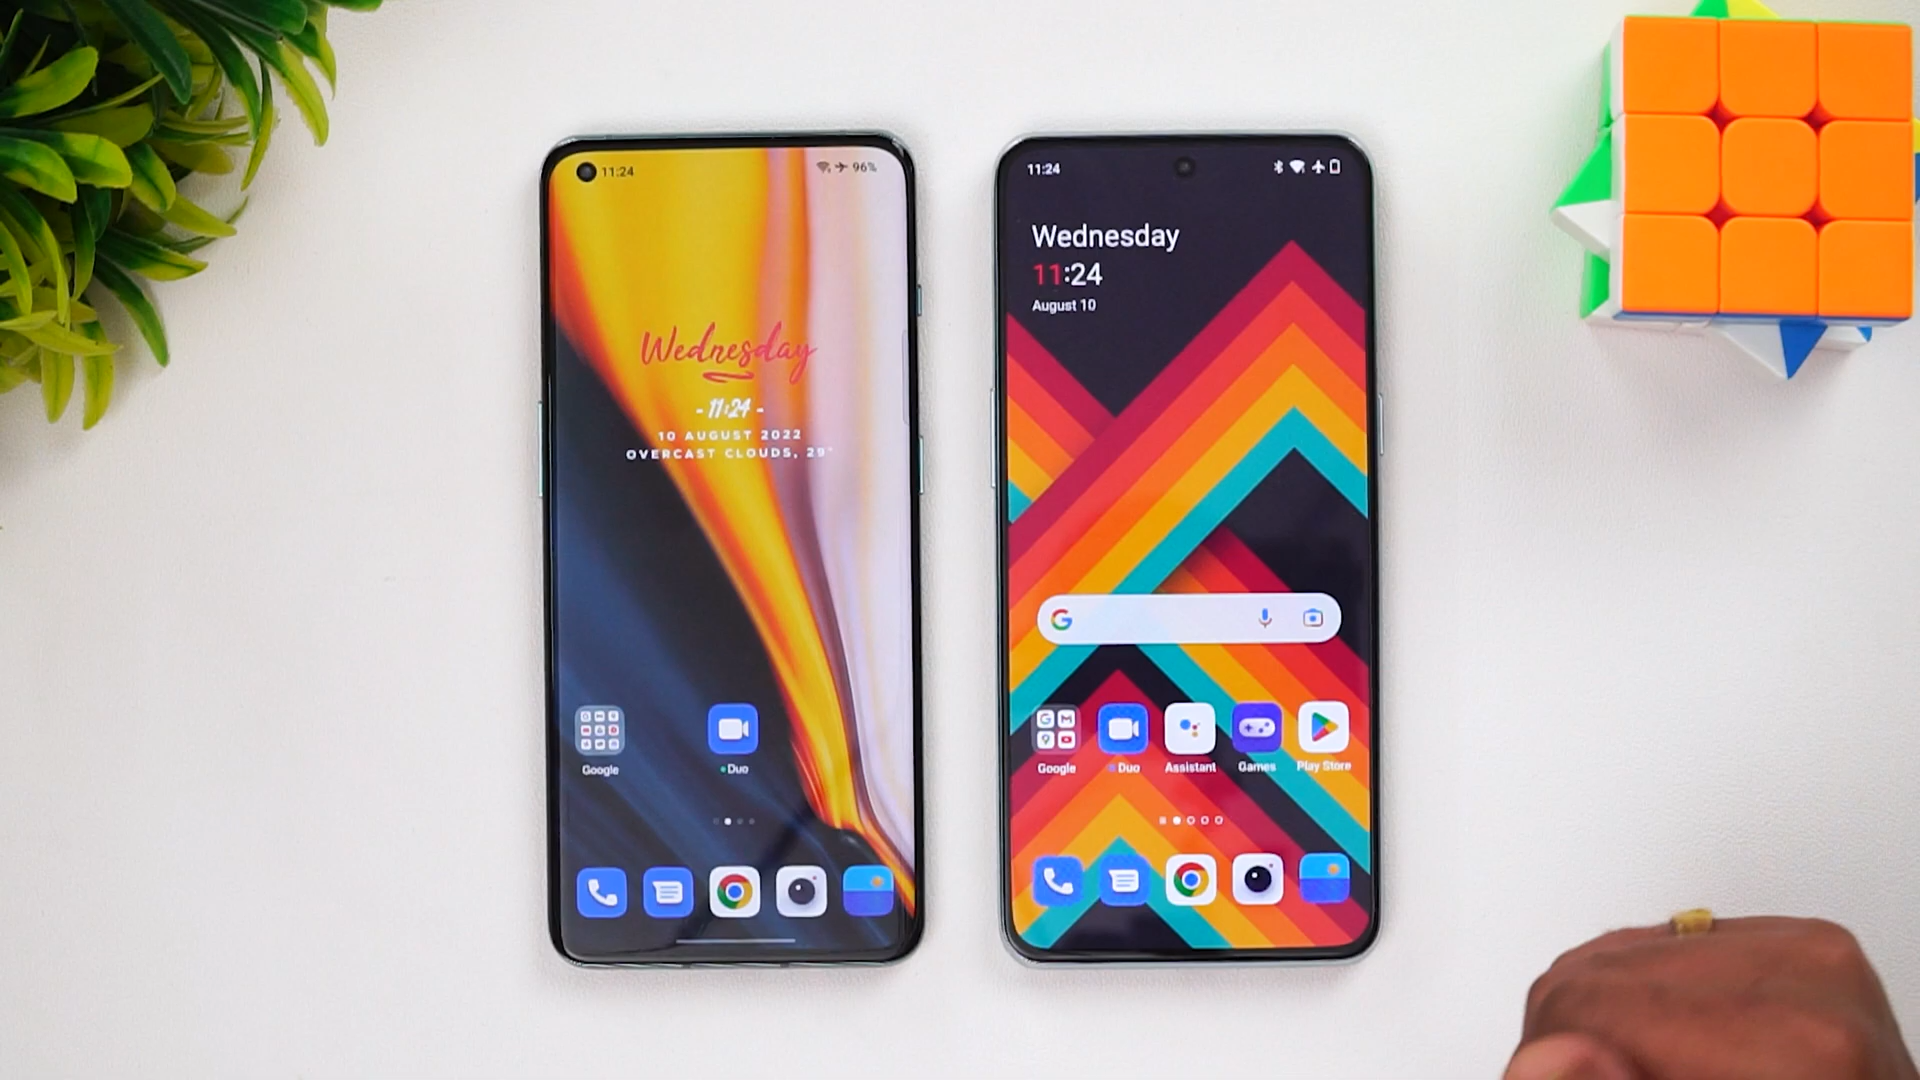 11:24
96%
Wednesday
- 11:24 -
10 AUGUST 2022
OVERCAST CLOUDS, 29°
Google
Duo
11:24
Wednesday
11:24
August 10
G
Google
Duo
Assistant
Games
Play Store